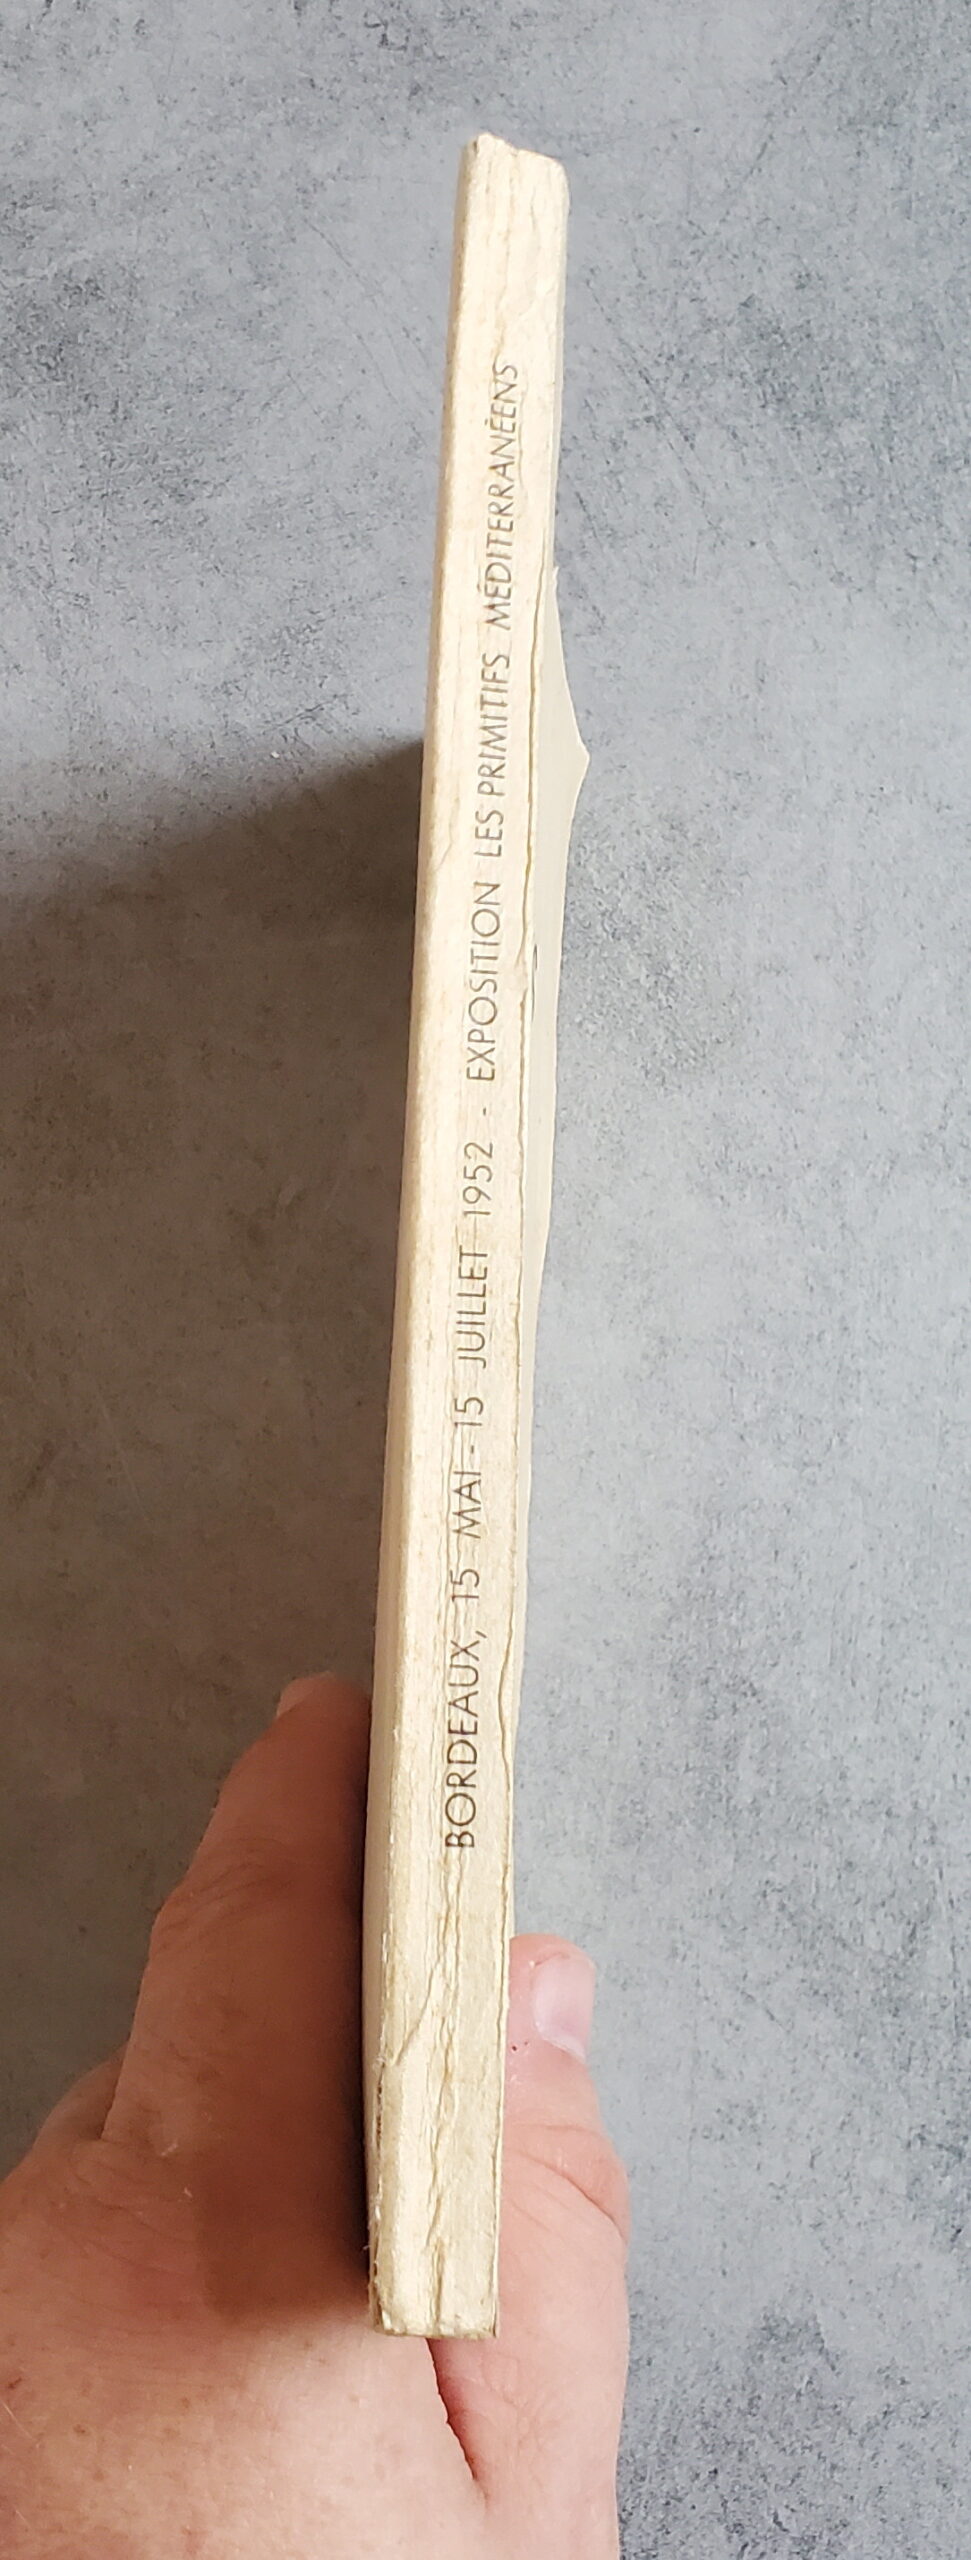 BORDEAUX, 15 MAI - 15 JUILLET 1952 - EXPOSITION LES PRIMITIFS MÉDITERRANÉENS